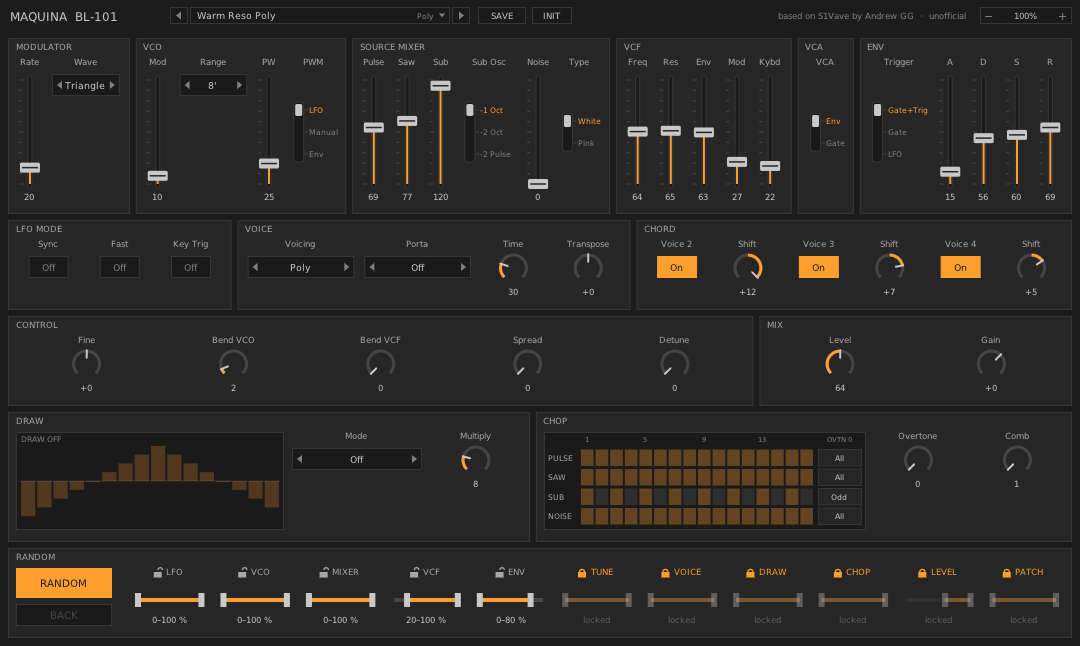 MAQUINA BL-101
Warm Reso Poly
Poly
SAVE
INIT
based on S1Vave by Andrew GG · unofficial
− 100% +
MODULATOR
Rate Wave
Triangle
20
VCO
Mod Range PW PWM
8'
LFO
Manual
Env
10 25
SOURCE MIXER
Pulse Saw Sub Sub Osc Noise Type
-1 Oct
-2 Oct
-2 Pulse
White
Pink
69 77 120 0
VCF
Freq Res Env Mod Kybd
64 65 63 27 22
VCA
VCA
Env
Gate
ENV
Trigger A D S R
Gate+Trig
Gate
LFO
15 56 60 69
LFO MODE
Sync Fast Key Trig
Off Off Off
VOICE
Voicing Porta Time Transpose
Poly Off
30 +0
CHORD
Voice 2 Shift Voice 3 Shift Voice 4 Shift
On On On
+12 +7 +5
CONTROL
Fine Bend VCO Bend VCF Spread Detune
+0 2 0 0 0
MIX
Level Gain
64 +0
DRAW
DRAW OFF
Mode Multiply
Off
8
CHOP
1 5 9 13 OVTN 0
PULSE All
SAW All
SUB Odd
NOISE All
Overtone Comb
0 1
RANDOM
RANDOM
BACK
LFO VCO MIXER VCF ENV TUNE VOICE DRAW CHOP LEVEL PATCH
0–100 % 0–100 % 0–100 % 20–100 % 0–80 % locked locked locked locked locked locked